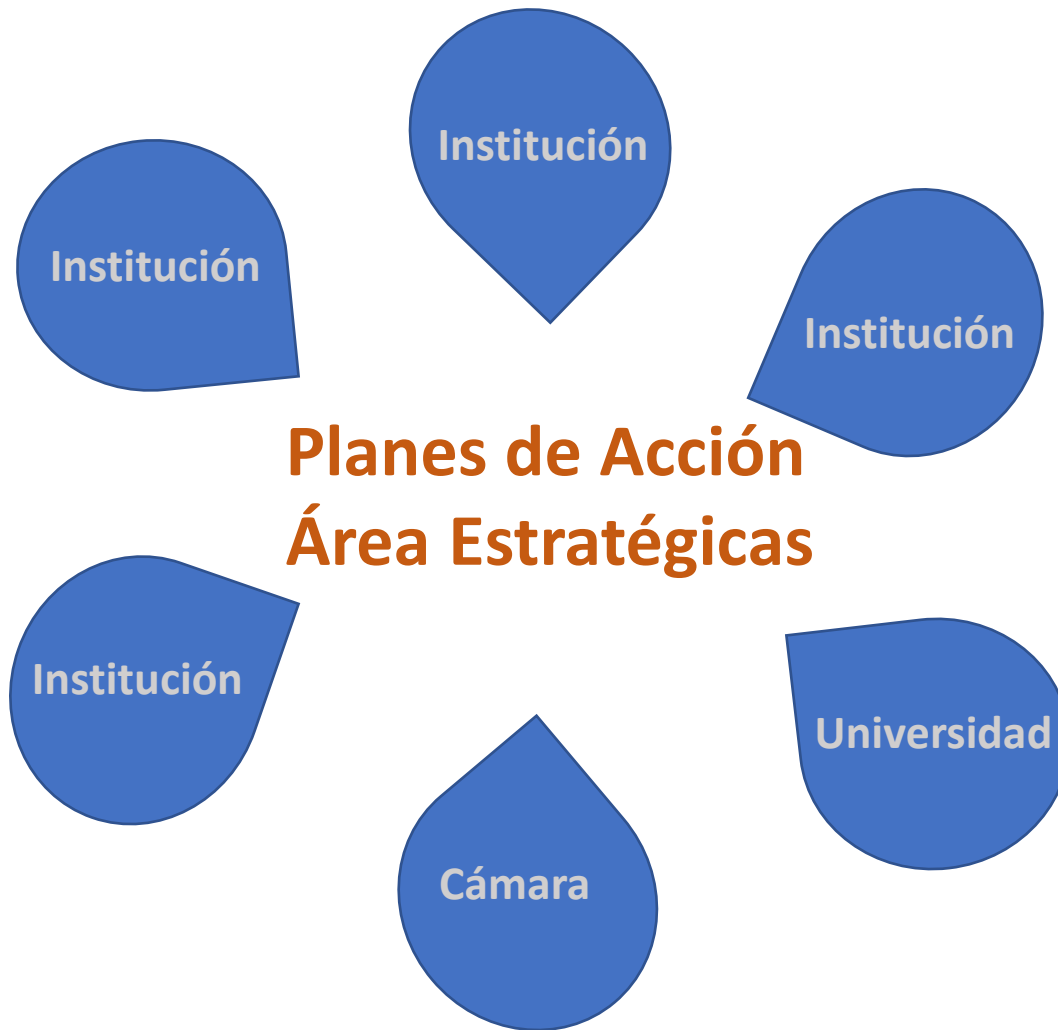 Institución
Institución
Institución
Planes de Acción
Área Estratégicas
Institución
Universidad
Cámara